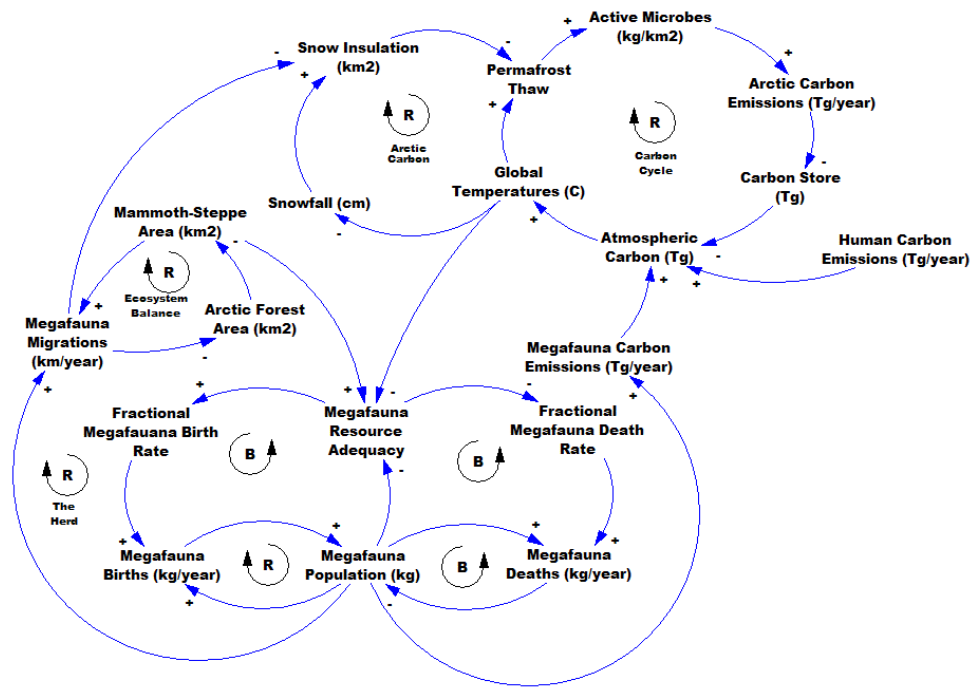 Active Microbes
(kg/km2)
Snow Insulation
(km2)
Permafrost
Thaw
Arctic Carbon
Emissions (Tg/year)
R
Arctic
Carbon
R
Carbon
Cycle
Global
Temperatures (C)
Carbon Store
(Tg)
Snowfall (cm)
Mammoth-Steppe
Area (km2)
Atmospheric
Carbon (Tg)
Human Carbon
Emissions (Tg/year)
R
Ecosystem
Balance
Arctic Forest
Area (km2)
Megafauna
Migrations
(km/year)
Megafauna Carbon
Emissions (Tg/year)
Fractional
Megafauana Birth
Rate
Megafauna
Resource
Adequacy
Fractional
Megafauna Death
Rate
B
B
R
The
Herd
Megafauna
Births (kg/year)
R
Megafauna
Population (kg)
B
Megafauna
Deaths (kg/year)